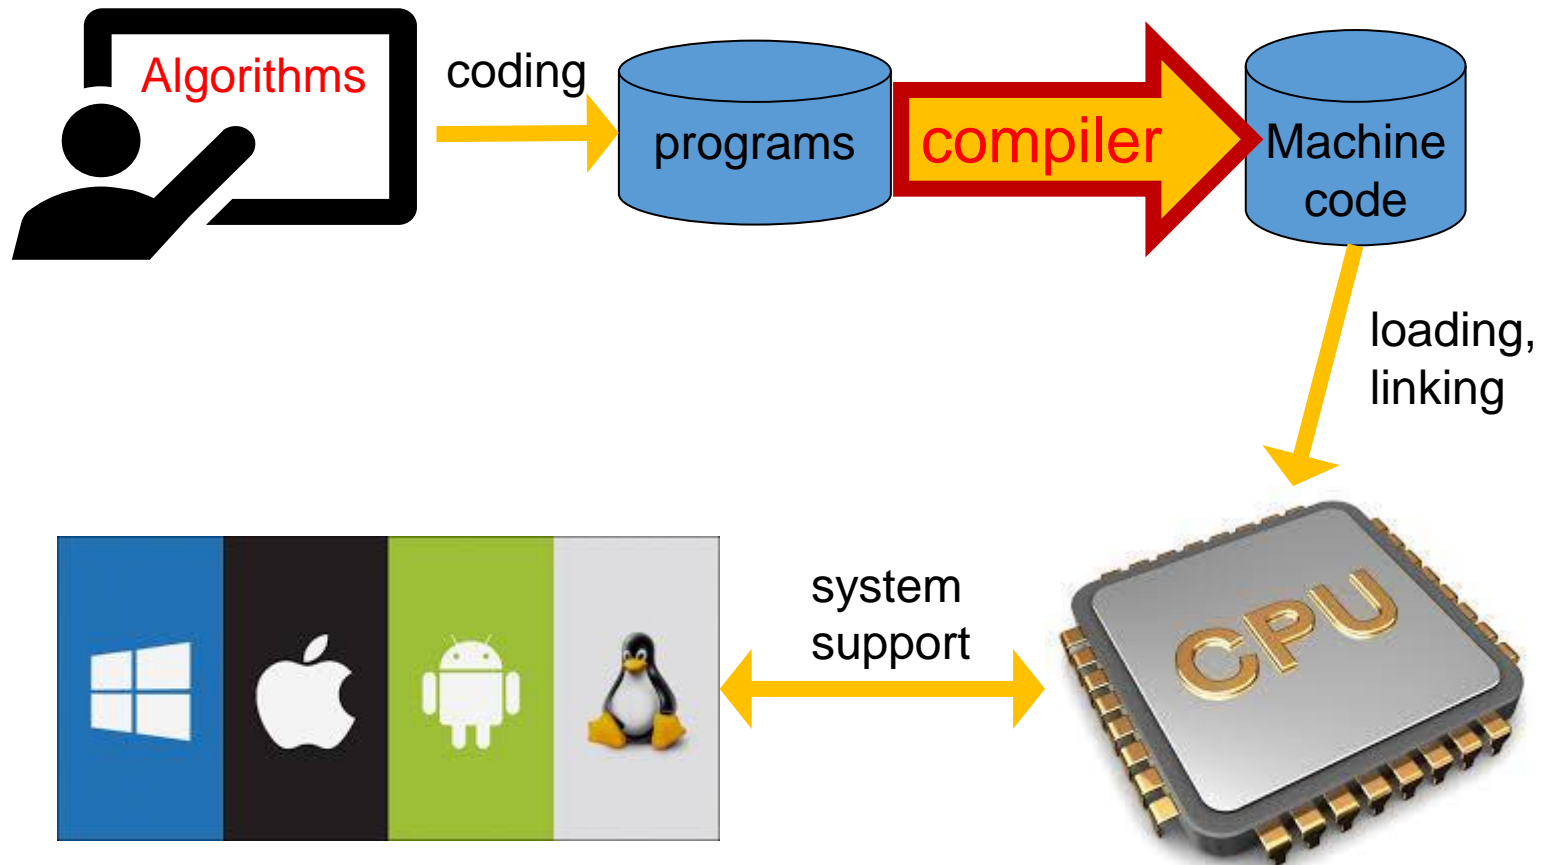 Algorithms
coding
programs
compiler
Machine
code
loading,
linking
system
support
CPU